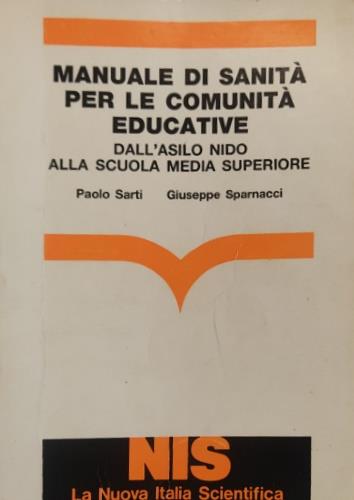 MANUALE DI SANITÀ
PER LE COMUNITÀ
EDUCATIVE
DALL'ASILO NIDO
ALLA SCUOLA MEDIA SUPERIORE
Paolo Sarti Giuseppe Sparnacci
NIS
La Nuova Italia Scientifica